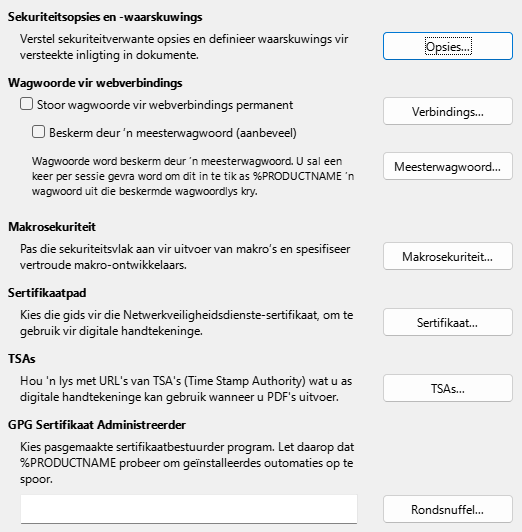 Sekuriteitsopsies en -waarskuwings
Verstel sekuriteitsverwante opsies en definieer waarskuwings vir
versteekte inligting in dokumente.
Opsies...
Wagwoorde vir webverbindings
Stoor wagwoorde vir webverbindings permanent
Verbindings...
Beskerm deur ’n meesterwagwoord (aanbeveel)
Wagwoorde word beskerm deur ’n meesterwagwoord. U sal een
keer per sessie gevra word om dit in te tik as %PRODUCTNAME ’n
wagwoord uit die beskermde wagwoordlys kry.
Meesterwagwoord...
Makrosekuriteit
Pas die sekuriteitsvlak aan vir uitvoer van makro’s en spesifiseer
vertroude makro-ontwikkelaars.
Makrosekuriteit...
Sertifikaatpad
Kies die gids vir die Netwerkveiligheidsdienste-sertifikaat, om te
gebruik vir digitale handtekeninge.
Sertifikaat...
TSAs
Hou 'n lys met URL's van TSA's (Time Stamp Authority) wat u as
digitale handtekeninge kan gebruik wanneer u PDF's uitvoer.
TSAs...
GPG Sertifikaat Administreerder
Kies pasgemaakte sertifikaatbestuurder program. Let daarop dat
%PRODUCTNAME probeer om geïnstalleerdes outomaties op te
spoor.
Rondsnuffel...